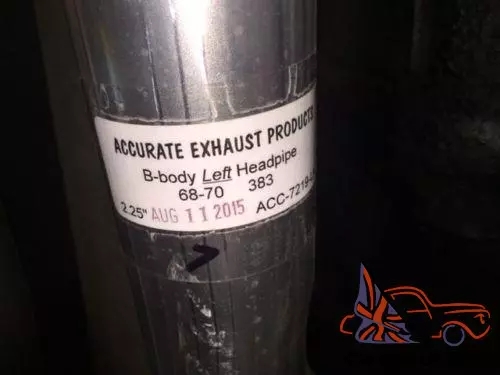 ACCURATE EXHAUST PRODUCTS
B-body Left Headpipe
68-70 383
2.25" AUG 11 2015